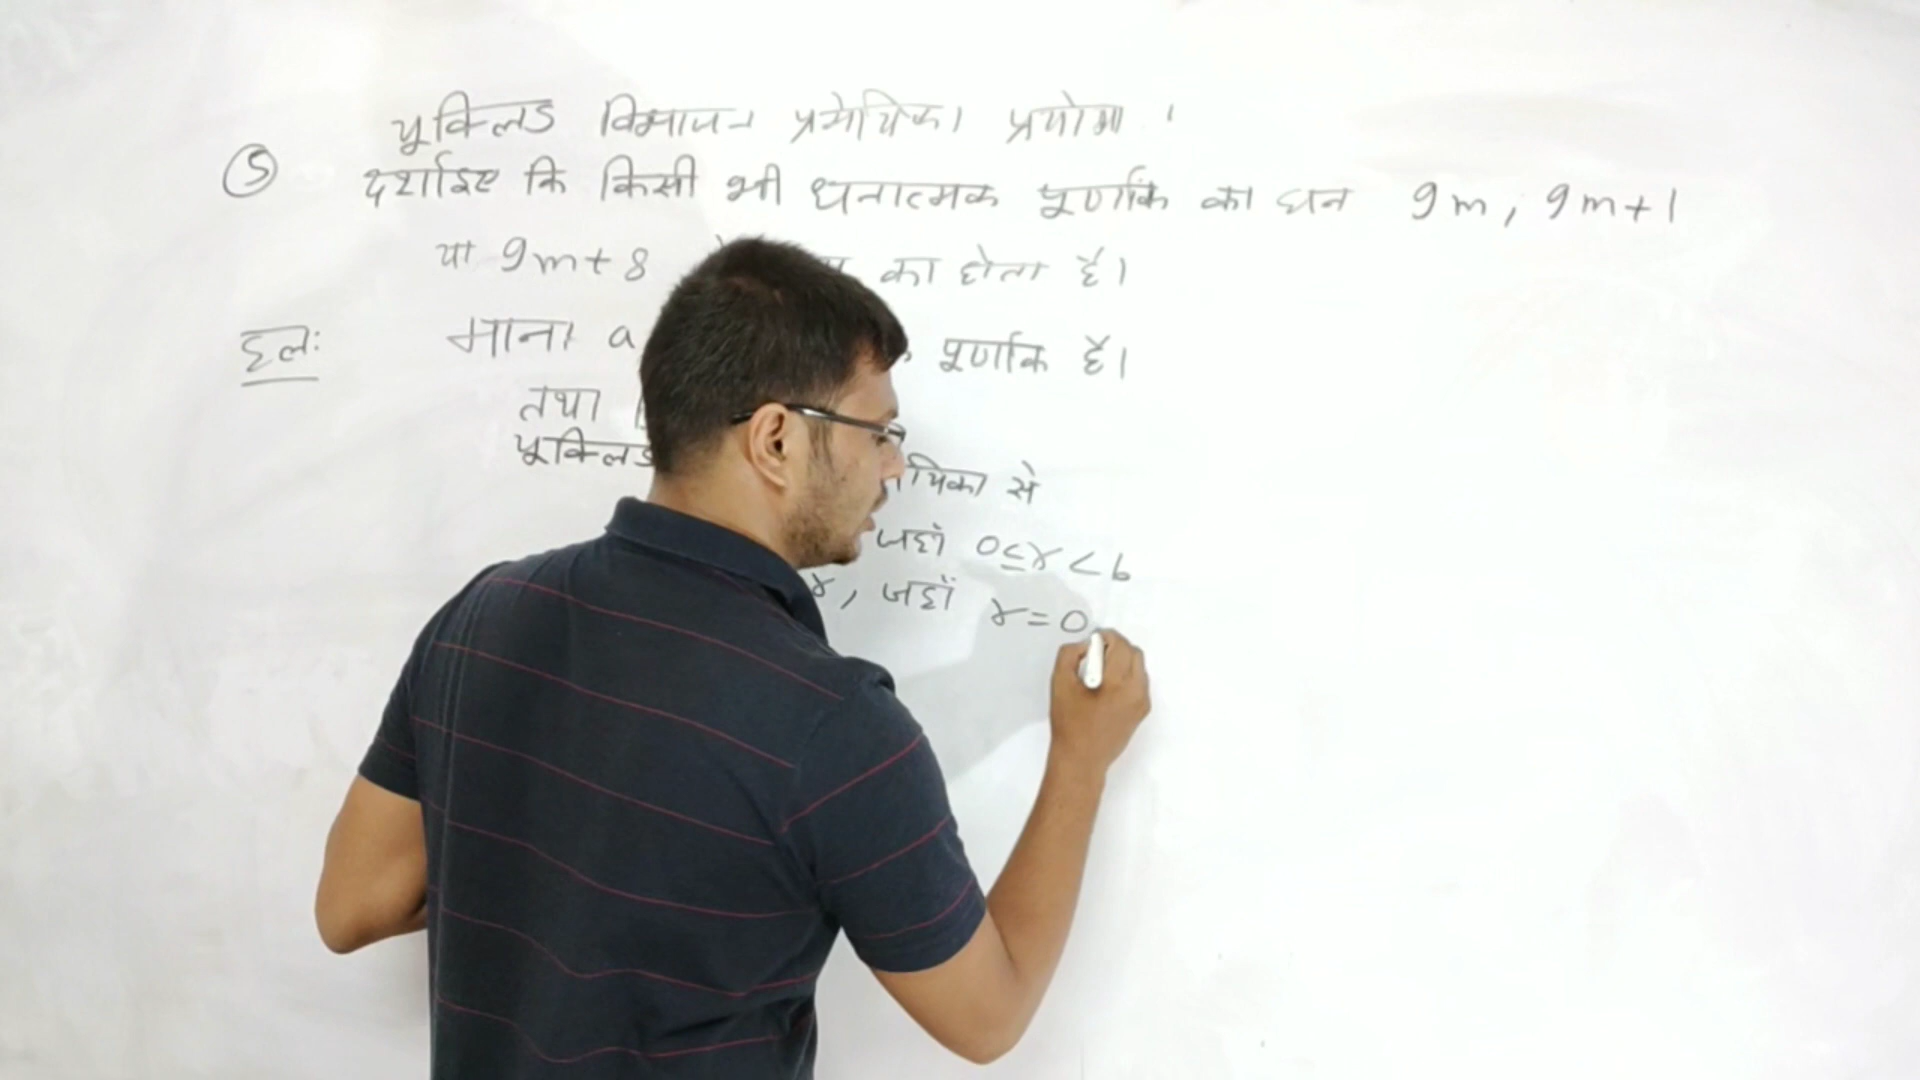 यूक्लिड विभाजन प्रमेयिका प्रयोग ।
⑤ दर्शाइए कि किसी भी धनात्मक पूर्णांक का घन 9m, 9m+1
या 9m+8 का होता है।
हल: माना a पूर्णांक है।
तथा
यूक्लिड से
जहाँ 0≤r<b
r, जहाँ r=0